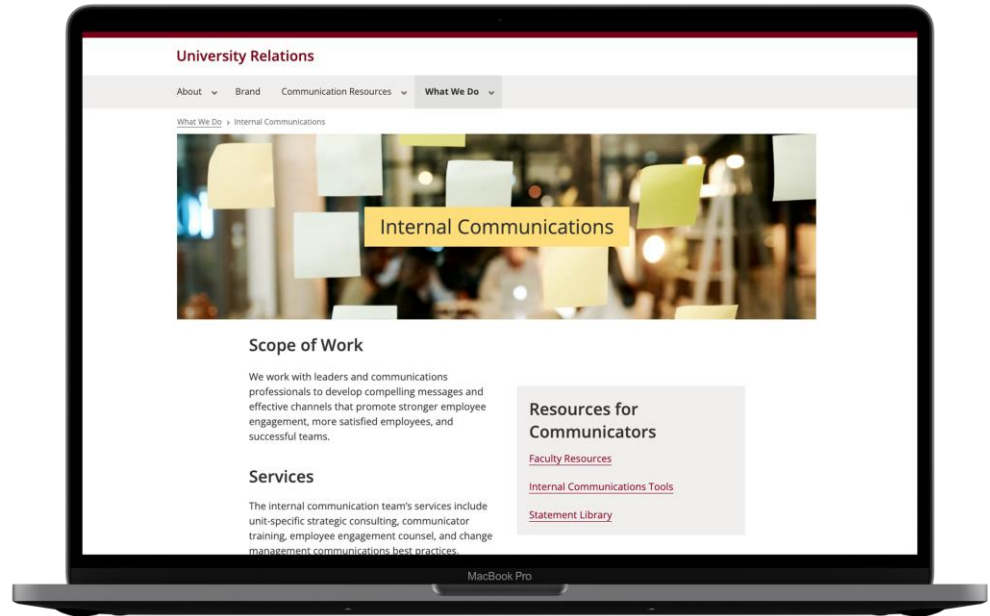 University Relations
About Brand Communication Resources What We Do
What We Do > Internal Communications
Internal Communications
Scope of Work
We work with leaders and communications
professionals to develop compelling messages and
effective channels that promote stronger employee
engagement, more satisfied employees, and
successful teams.
Services
The internal communication team's services include
unit-specific strategic consulting, communicator
training, employee engagement counsel, and change
management communications best practices.
Resources for
Communicators
Faculty Resources
Internal Communications Tools
Statement Library
MacBook Pro